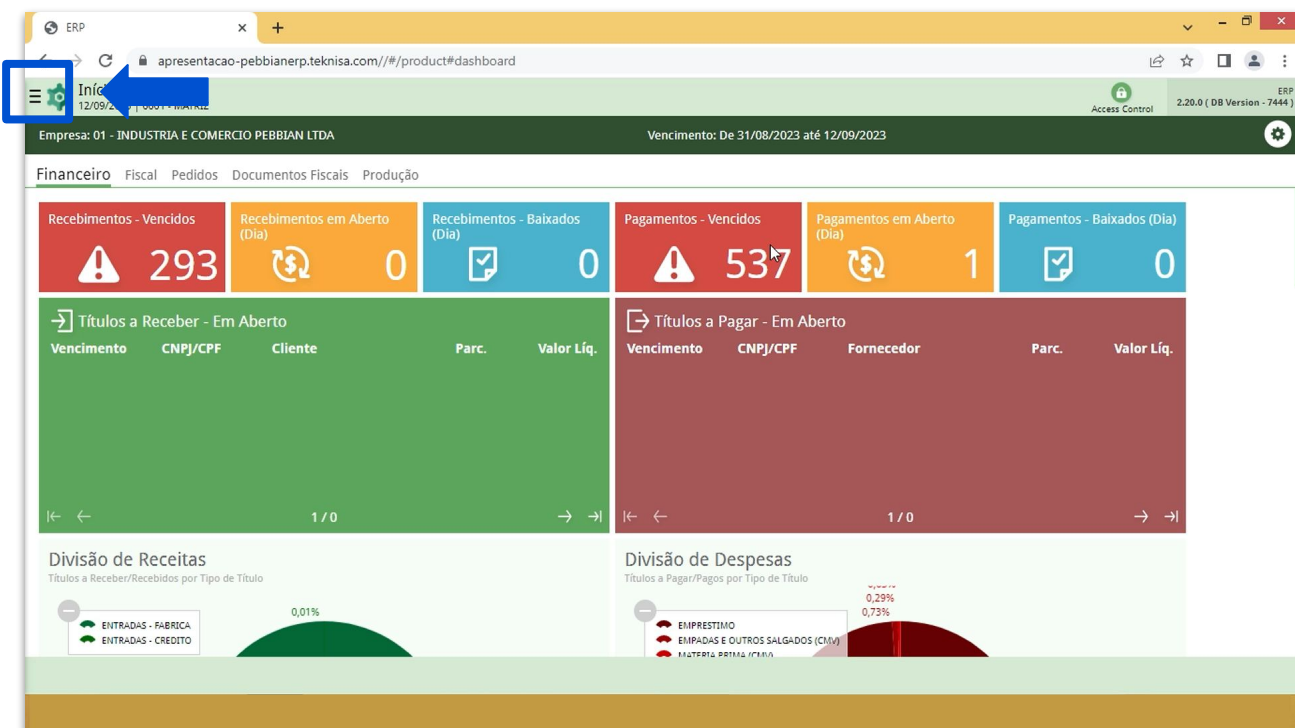 ERP
apresentacao-pebbianerp.teknisa.com//#/product#dashboard
12/09/2
Access Control
ERP
2.20.0 ( DB Version - 7444 )
Empresa: 01 - INDUSTRIA E COMERCIO PEBBIAN LTDA
Vencimento: De 31/08/2023 até 12/09/2023
Financeiro Fiscal Pedidos Documentos Fiscais Produção
Recebimentos - Vencidos
293
Recebimentos em Aberto
(Dia)
0
Recebimentos - Baixados
(Dia)
0
Pagamentos - Vencidos
537
Pagamentos em Aberto
(Dia)
1
Pagamentos - Baixados (Dia)
0
Títulos a Receber - Em Aberto
Vencimento CNPJ/CPF Cliente Parc. Valor Líq.
1 / 0
Títulos a Pagar - Em Aberto
Vencimento CNPJ/CPF Fornecedor Parc. Valor Líq.
1 / 0
Divisão de Receitas
Títulos a Receber/Recebidos por Tipo de Título
0,01%
ENTRADAS - FABRICA
ENTRADAS - CREDITO
Divisão de Despesas
Títulos a Pagar/Pagos por Tipo de Título
0,29%
0,73%
EMPRESTIMO
EMPADAS E OUTROS SALGADOS (CMV)
MATERIA PRIMA (CMV)